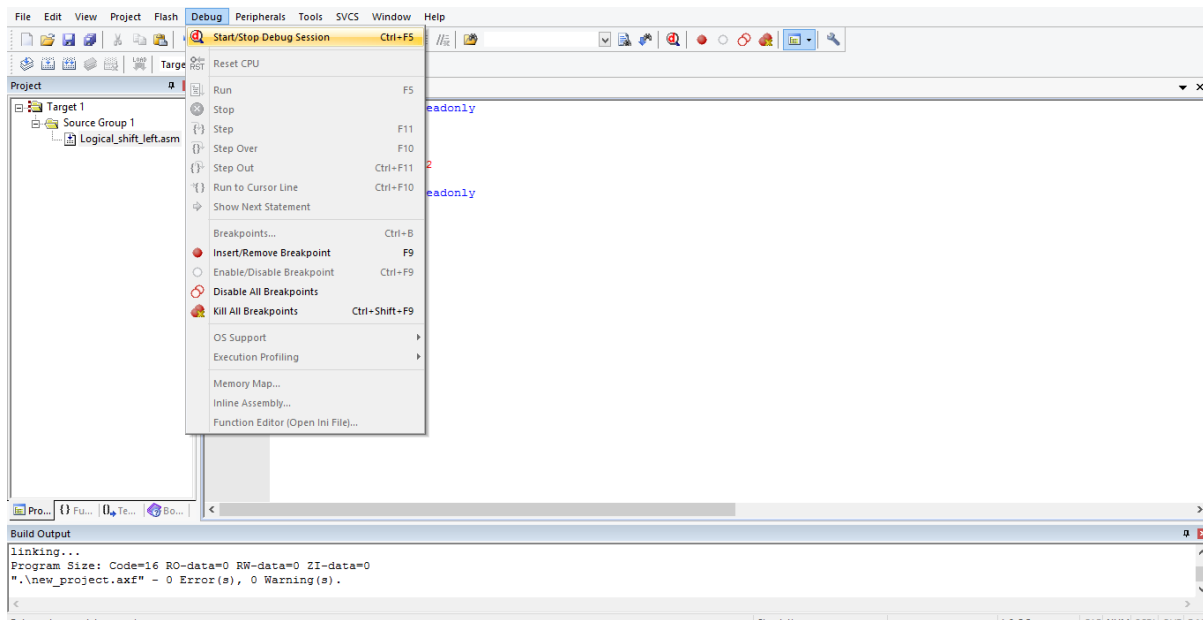 File Edit View Project Flash Debug Peripherals Tools SVCS Window Help
Start/Stop Debug Session Ctrl+F5
Reset CPU
Run F5
Stop
Step F11
Step Over F10
Step Out Ctrl+F11
Run to Cursor Line Ctrl+F10
Show Next Statement
Breakpoints... Ctrl+B
Insert/Remove Breakpoint F9
Enable/Disable Breakpoint Ctrl+F9
Disable All Breakpoints
Kill All Breakpoints Ctrl+Shift+F9
OS Support
Execution Profiling
Memory Map...
Inline Assembly...
Function Editor (Open Ini File)...
LOAD
Targe
RST
Project
Target 1
Source Group 1
Logical_shift_left.asm
eadonly
2
eadonly
Pro... {} Fu... Te... Bo...
Build Output
linking...
Program Size: Code=16 RO-data=0 RW-data=0 ZI-data=0
".\new_project.axf" - 0 Error(s), 0 Warning(s).